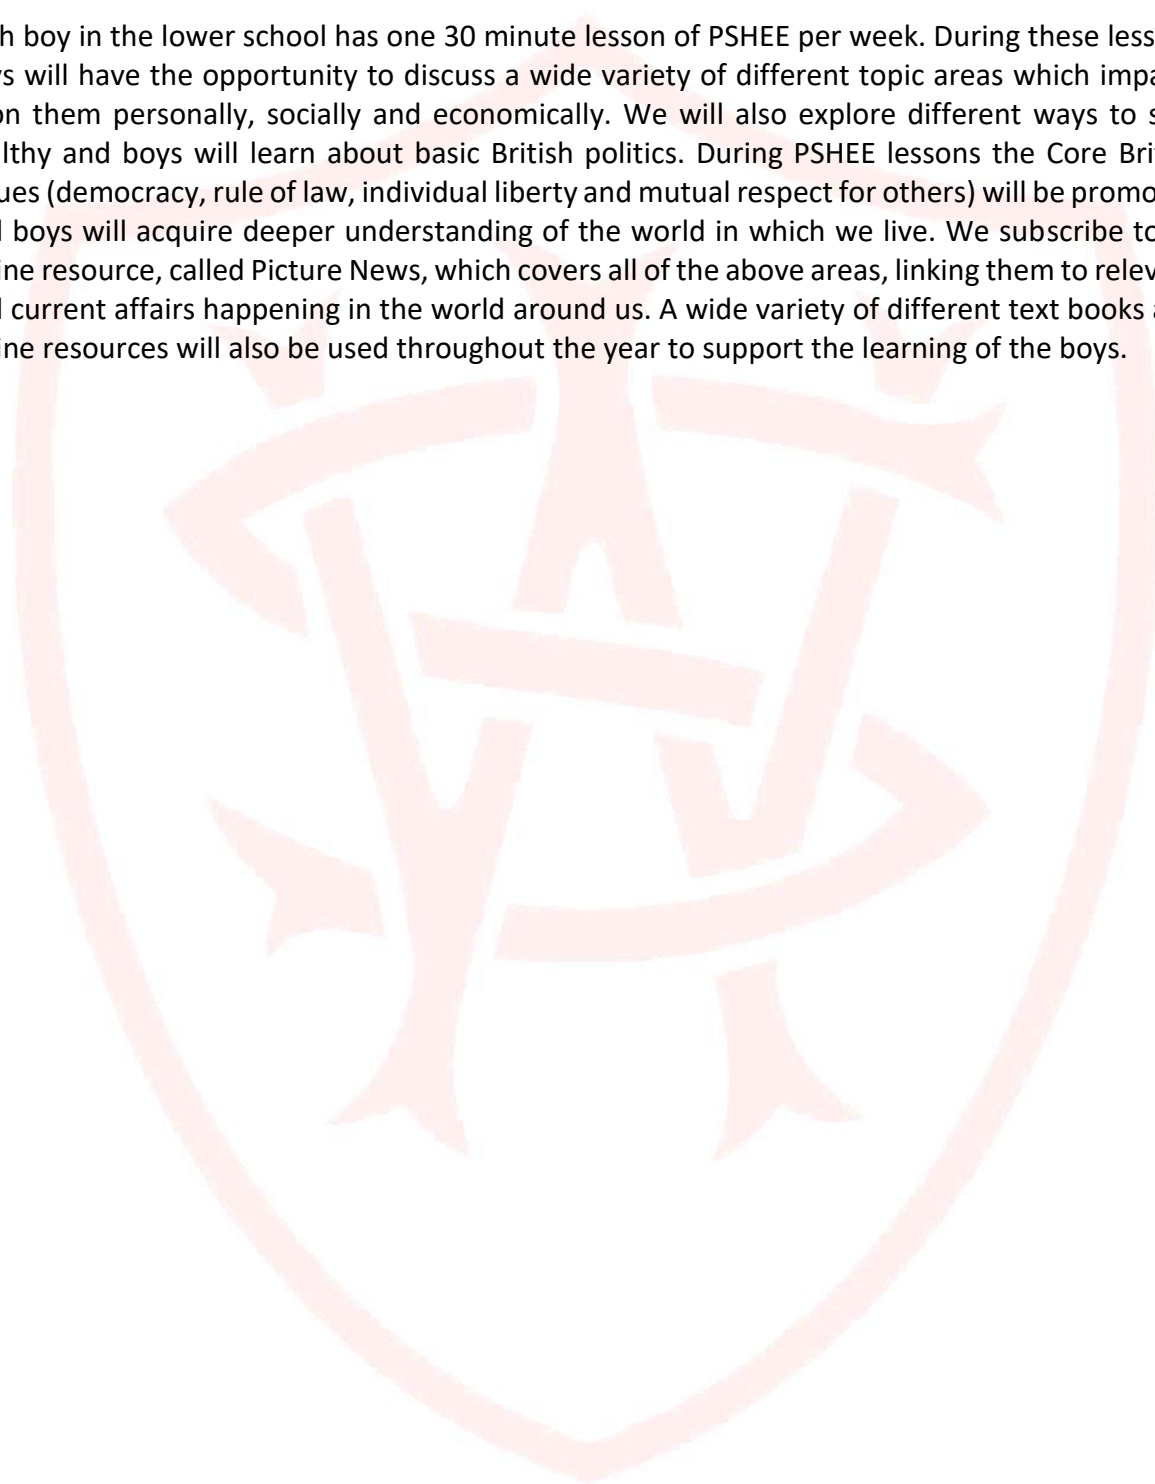 h boy in the lower school has one 30 minute lesson of PSHEE per week. During these less
s will have the opportunity to discuss a wide variety of different topic areas which impa
on them personally, socially and economically. We will also explore different ways to s
lthy and boys will learn about basic British politics. During PSHEE lessons the Core Bri
ues (democracy, rule of law, individual liberty and mutual respect for others) will be promo
boys will acquire deeper understanding of the world in which we live. We subscribe to
ine resource, called Picture News, which covers all of the above areas, linking them to relev
current affairs happening in the world around us. A wide variety of different text books a
ine resources will also be used throughout the year to support the learning of the boys.